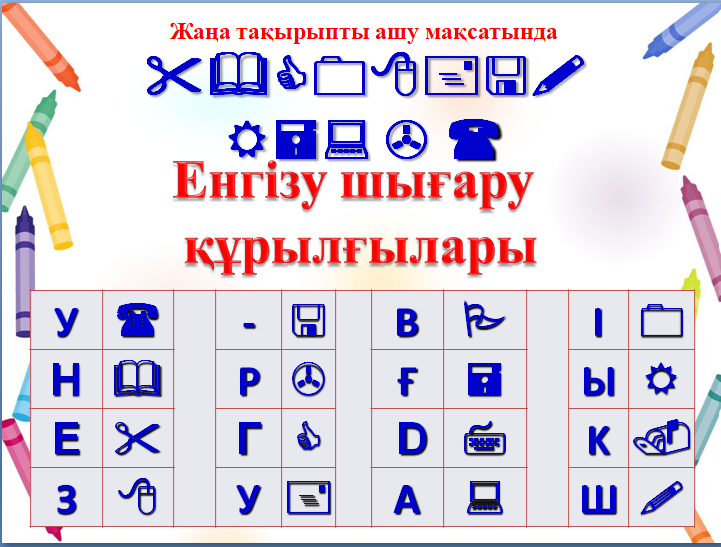 Жаңа тақырыпты ашу мақсатында
✂📖👌🗀🖰🖃🖫✏
☼🖬💻✇☎
Енгізу шығару
құрылғылары
У ☎ - 🖫 В 🏱 І 🗀
Н 📖 Р ✇ Ғ 🖬 Ы ☼
Е ✂ Г 👌 D 🖮 К 📬
З 🖰 У 🖃 А 💻 Ш ✏